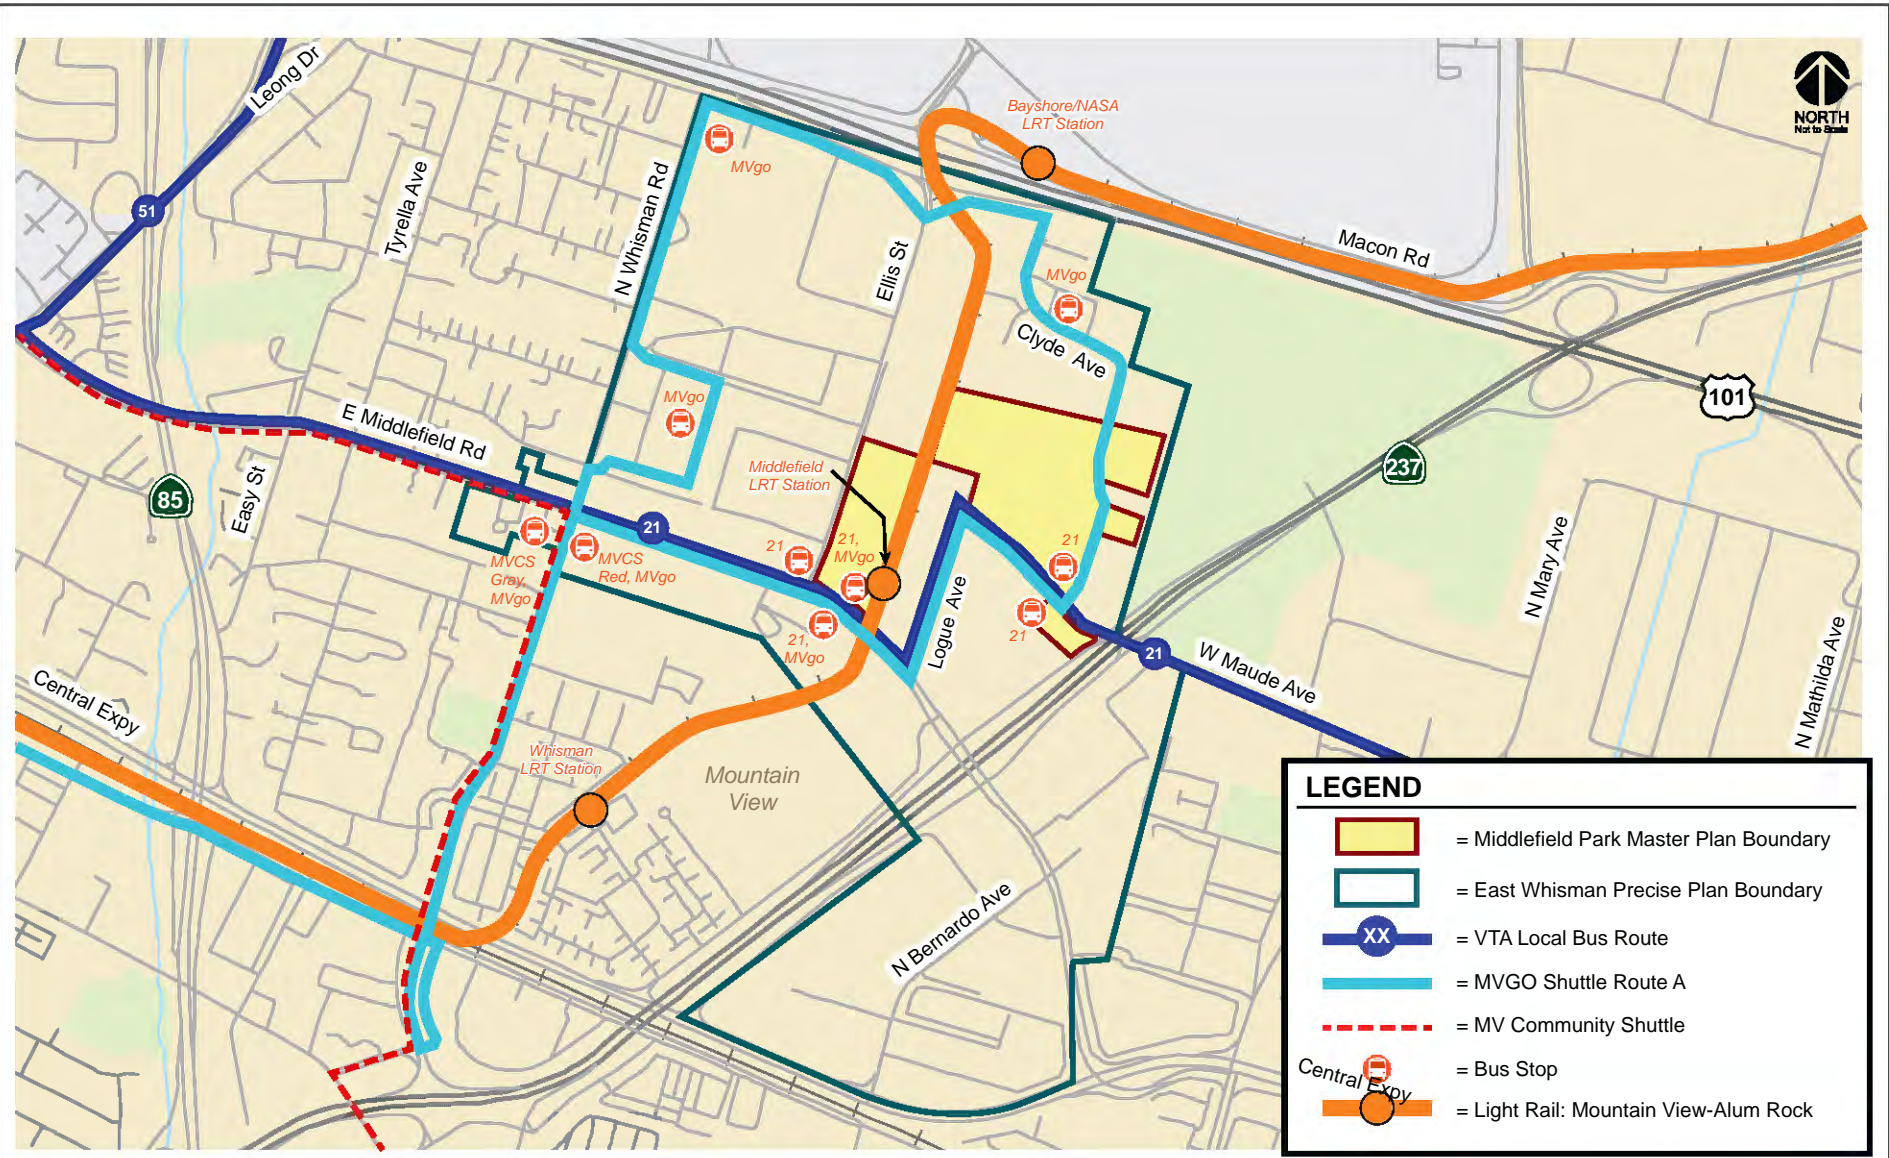 Leong Dr
NORTH
Not to Scale
Bayshore/NASA
LRT Station
MVgo
51
Tyrella Ave
N Whisman Rd
Ellis St
Macon Rd
MVgo
Clyde Ave
101
MVgo
E Middlefield Rd
Middlefield
LRT Station
237
85
Easy St
21
21
21,
MVgo
21
MVCS
Gray,
MVgo
MVCS
Red, MVgo
N Mary Ave
Logue Ave
21
21,
MVgo
21
W Maude Ave
N Mathilda Ave
Central Expy
Whisman
LRT Station
Mountain
View
N Bernardo Ave
LEGEND
= Middlefield Park Master Plan Boundary
= East Whisman Precise Plan Boundary
XX = VTA Local Bus Route
= MVGO Shuttle Route A
= MV Community Shuttle
= Bus Stop
Central Expy
= Light Rail: Mountain View-Alum Rock